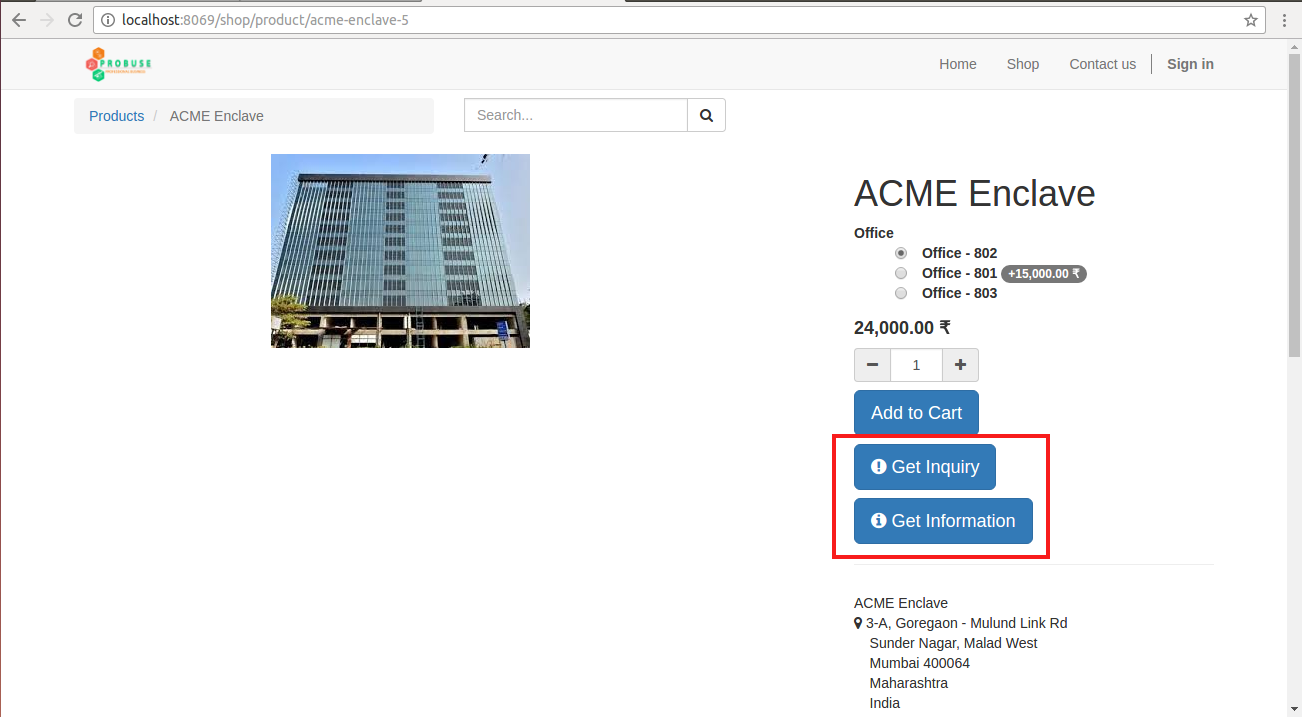 localhost:8069/shop/product/acme-enclave-5
PROBUSE
Home Shop Contact us Sign in
Products / ACME Enclave
Search...
ACME Enclave
Office
Office - 802
Office - 801 +15,000.00 ₹
Office - 803
24,000.00 ₹
1
Add to Cart
Get Inquiry
Get Information
ACME Enclave
3-A, Goregaon - Mulund Link Rd
Sunder Nagar, Malad West
Mumbai 400064
Maharashtra
India